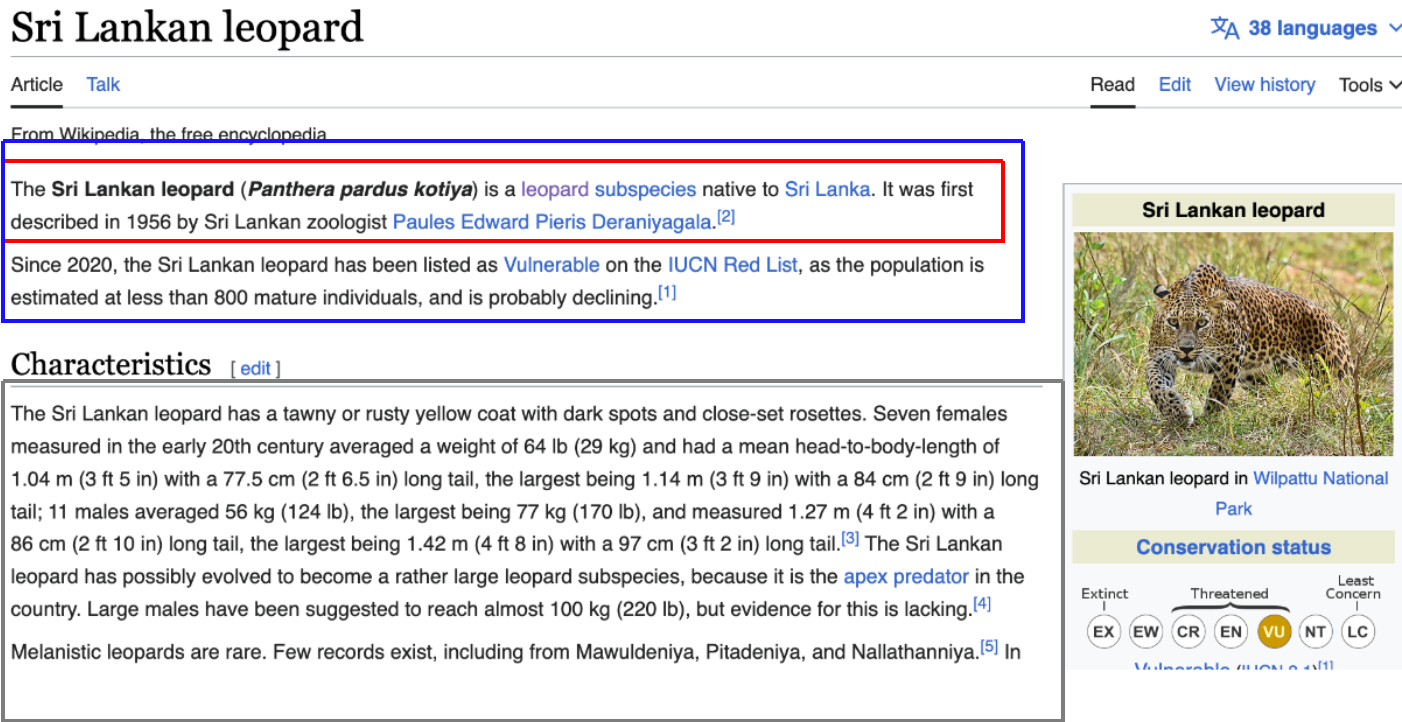 Sri Lankan leopard
38 languages
Article Talk
Read Edit View history Tools
From Wikipedia, the free encyclopedia
The Sri Lankan leopard (Panthera pardus kotiya) is a leopard subspecies native to Sri Lanka. It was first
described in 1956 by Sri Lankan zoologist Paules Edward Pieris Deraniyagala.[2]
Since 2020, the Sri Lankan leopard has been listed as Vulnerable on the IUCN Red List, as the population is
estimated at less than 800 mature individuals, and is probably declining.[1]
Characteristics [ edit ]
The Sri Lankan leopard has a tawny or rusty yellow coat with dark spots and close-set rosettes. Seven females
measured in the early 20th century averaged a weight of 64 lb (29 kg) and had a mean head-to-body-length of
1.04 m (3 ft 5 in) with a 77.5 cm (2 ft 6.5 in) long tail, the largest being 1.14 m (3 ft 9 in) with a 84 cm (2 ft 9 in) long
tail; 11 males averaged 56 kg (124 lb), the largest being 77 kg (170 lb), and measured 1.27 m (4 ft 2 in) with a
86 cm (2 ft 10 in) long tail, the largest being 1.42 m (4 ft 8 in) with a 97 cm (3 ft 2 in) long tail.[3] The Sri Lankan
leopard has possibly evolved to become a rather large leopard subspecies, because it is the apex predator in the
country. Large males have been suggested to reach almost 100 kg (220 lb), but evidence for this is lacking.[4]
Melanistic leopards are rare. Few records exist, including from Mawuldeniya, Pitadeniya, and Nallathanniya.[5] In
Sri Lankan leopard
Sri Lankan leopard in Wilpattu National
Park
Conservation status
Extinct Threatened Least
Concern
EX EW CR EN VU NT LC
Vulnerable (IUCN 3.1)[1]